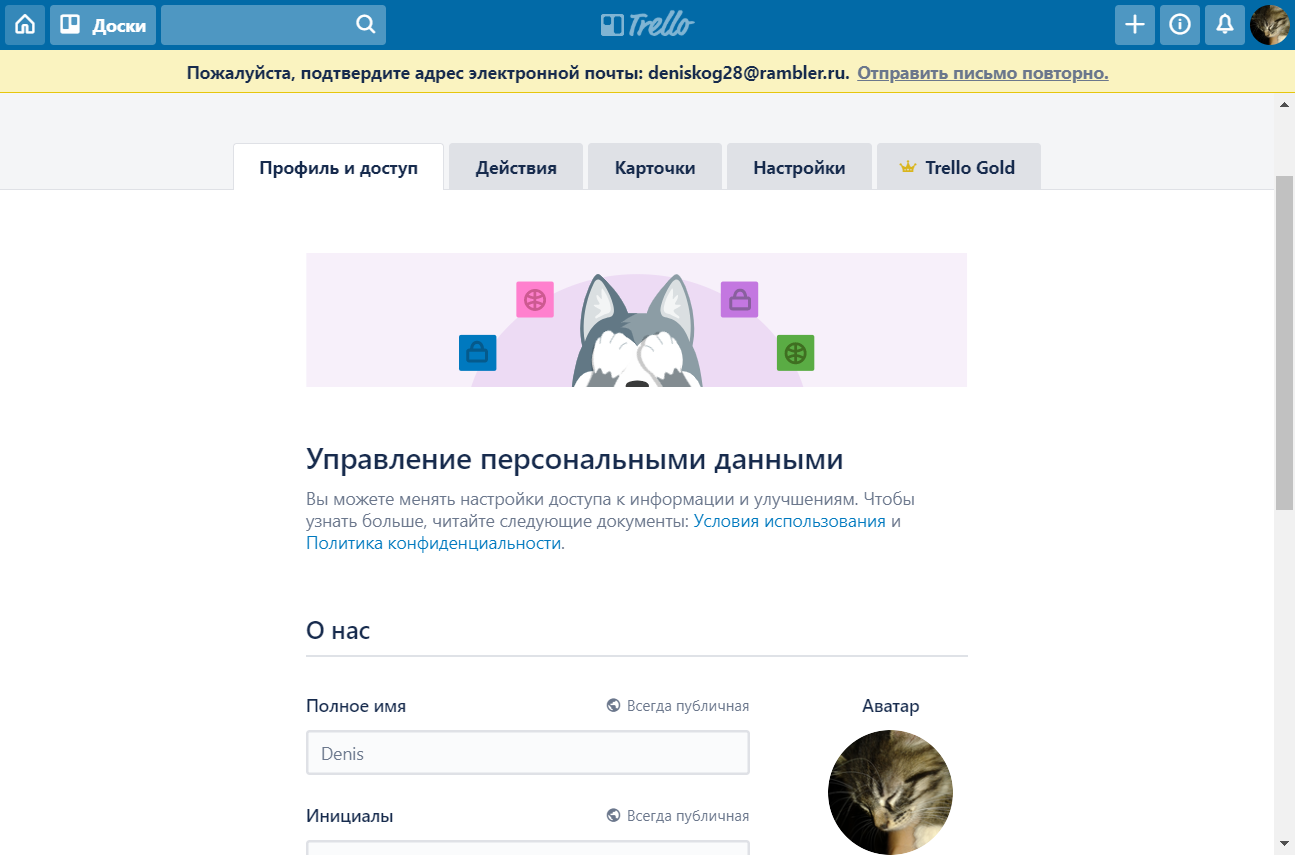 Доски
Trello
Пожалуйста, подтвердите адрес электронной почты: deniskog28@rambler.ru. Отправить письмо повторно.
Профиль и доступ
Действия
Карточки
Настройки
Trello Gold
Управление персональными данными
Вы можете менять настройки доступа к информации и улучшениям. Чтобы
узнать больше, читайте следующие документы: Условия использования и
Политика конфиденциальности.
О нас
Полное имя
Всегда публичная
Аватар
Denis
Инициалы
Всегда публичная